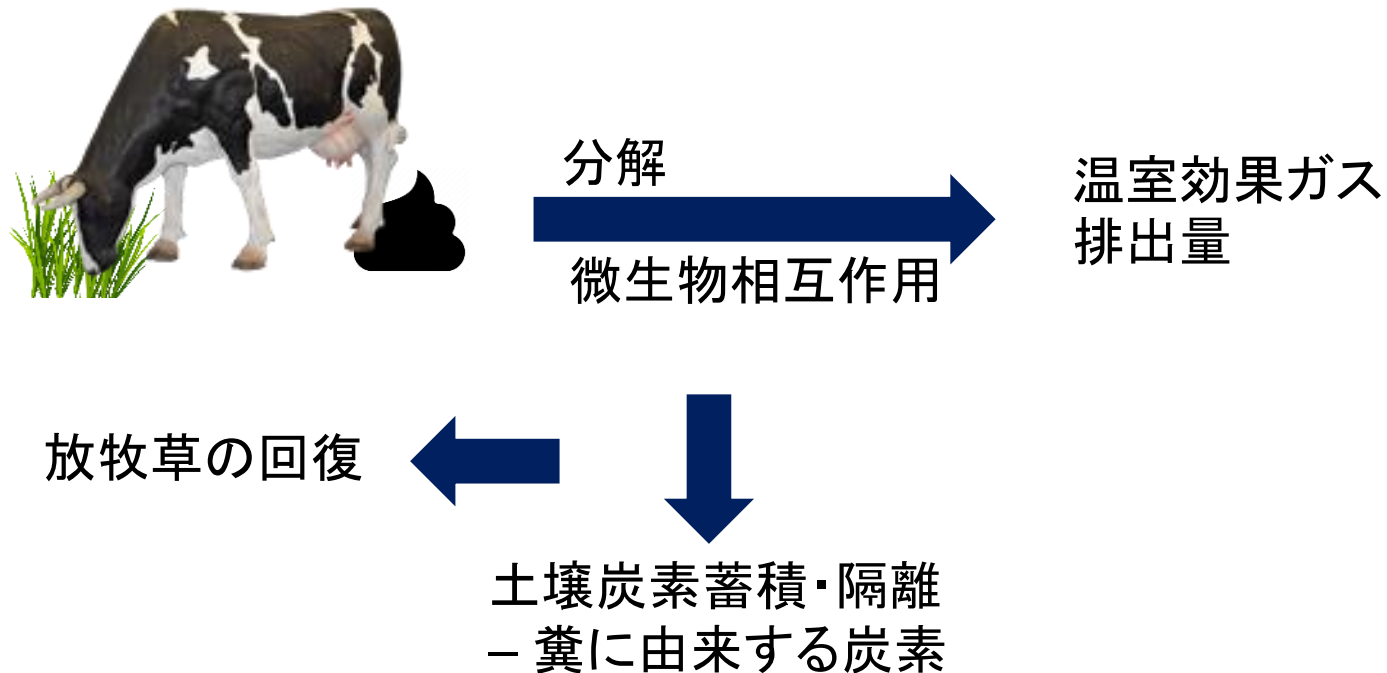 分解
微生物相互作用
温室効果ガス
排出量
放牧草の回復
土壌炭素蓄積・隔離
– 糞に由来する炭素